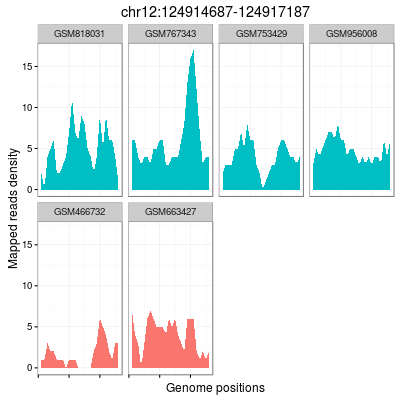 chr12:124914687-124917187
GSM818031 GSM767343 GSM753429 GSM956008
15
10
5
0
Mapped reads density
GSM466732 GSM663427
15
10
5
0
Genome positions